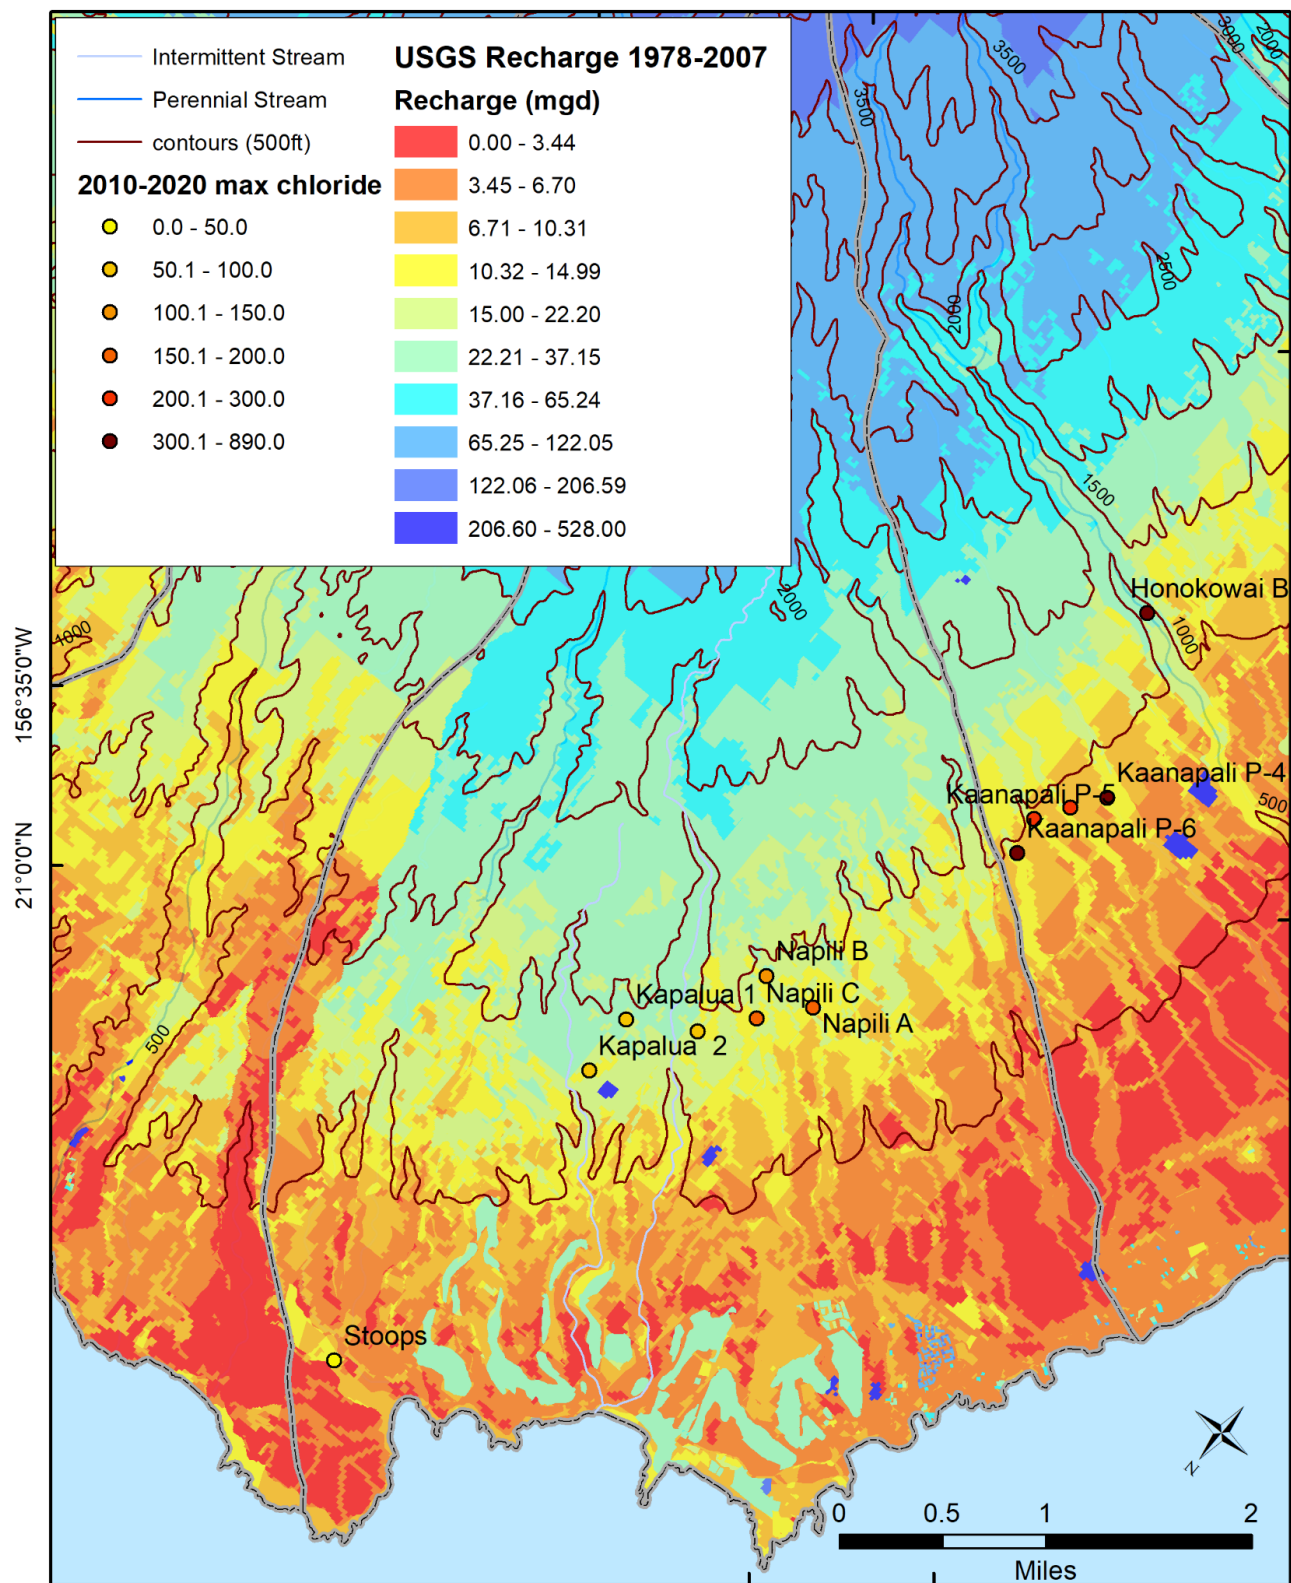 Intermittent Stream
Perennial Stream
contours (500ft)
2010-2020 max chloride
0.0 - 50.0
50.1 - 100.0
100.1 - 150.0
150.1 - 200.0
200.1 - 300.0
300.1 - 890.0
USGS Recharge 1978-2007
Recharge (mgd)
0.00 - 3.44
3.45 - 6.70
6.71 - 10.31
10.32 - 14.99
15.00 - 22.20
22.21 - 37.15
37.16 - 65.24
65.25 - 122.05
122.06 - 206.59
206.60 - 528.00
3500
3500
3000
2000
2500
2000
1500
2000
1000
1000
500
500
156°35'0"W
21°0'0"N
Honokowai B
Kaanapali P-4
Kaanapali P-5
Kaanapali P-6
Napili B
Kapalua 1
Napili C
Napili A
Kapalua 2
Stoops
N
0 0.5 1 2
Miles